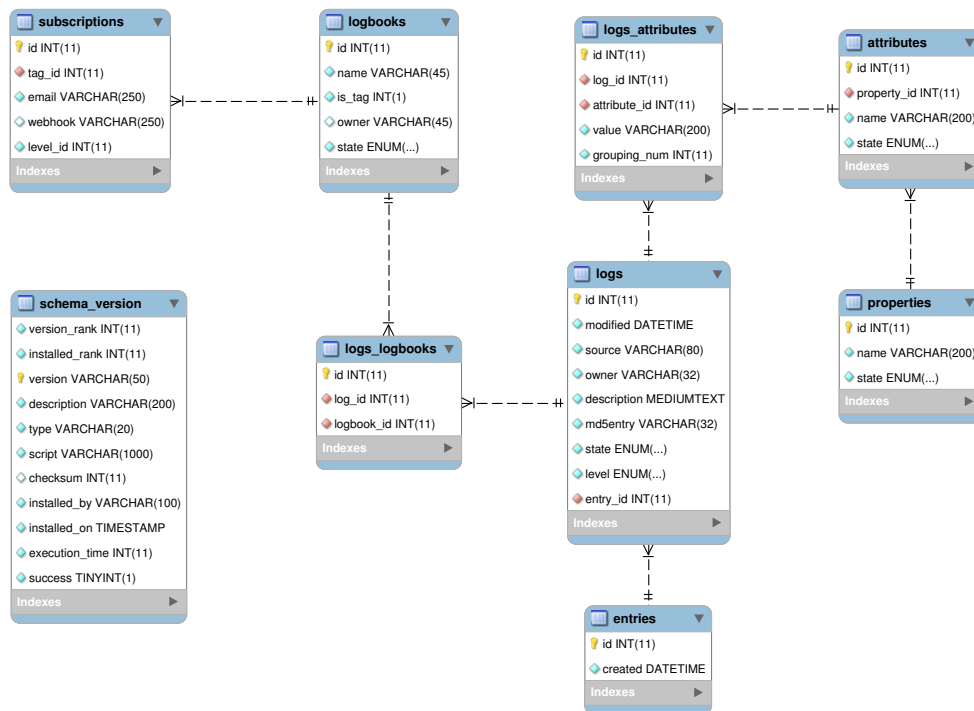 subscriptions
id INT(11)
tag_id INT(11)
email VARCHAR(250)
webhook VARCHAR(250)
level_id INT(11)
Indexes
logbooks
id INT(11)
name VARCHAR(45)
is_tag INT(1)
owner VARCHAR(45)
state ENUM(...)
Indexes
logs_attributes
id INT(11)
log_id INT(11)
attribute_id INT(11)
value VARCHAR(200)
grouping_num INT(11)
Indexes
attributes
id INT(11)
property_id INT(11)
name VARCHAR(200)
state ENUM(...)
Indexes
schema_version
version_rank INT(11)
installed_rank INT(11)
version VARCHAR(50)
description VARCHAR(200)
type VARCHAR(20)
script VARCHAR(1000)
checksum INT(11)
installed_by VARCHAR(100)
installed_on TIMESTAMP
execution_time INT(11)
success TINYINT(1)
Indexes
logs_logbooks
id INT(11)
log_id INT(11)
logbook_id INT(11)
Indexes
logs
id INT(11)
modified DATETIME
source VARCHAR(80)
owner VARCHAR(32)
description MEDIUMTEXT
md5entry VARCHAR(32)
state ENUM(...)
level ENUM(...)
entry_id INT(11)
Indexes
properties
id INT(11)
name VARCHAR(200)
state ENUM(...)
Indexes
entries
id INT(11)
created DATETIME
Indexes